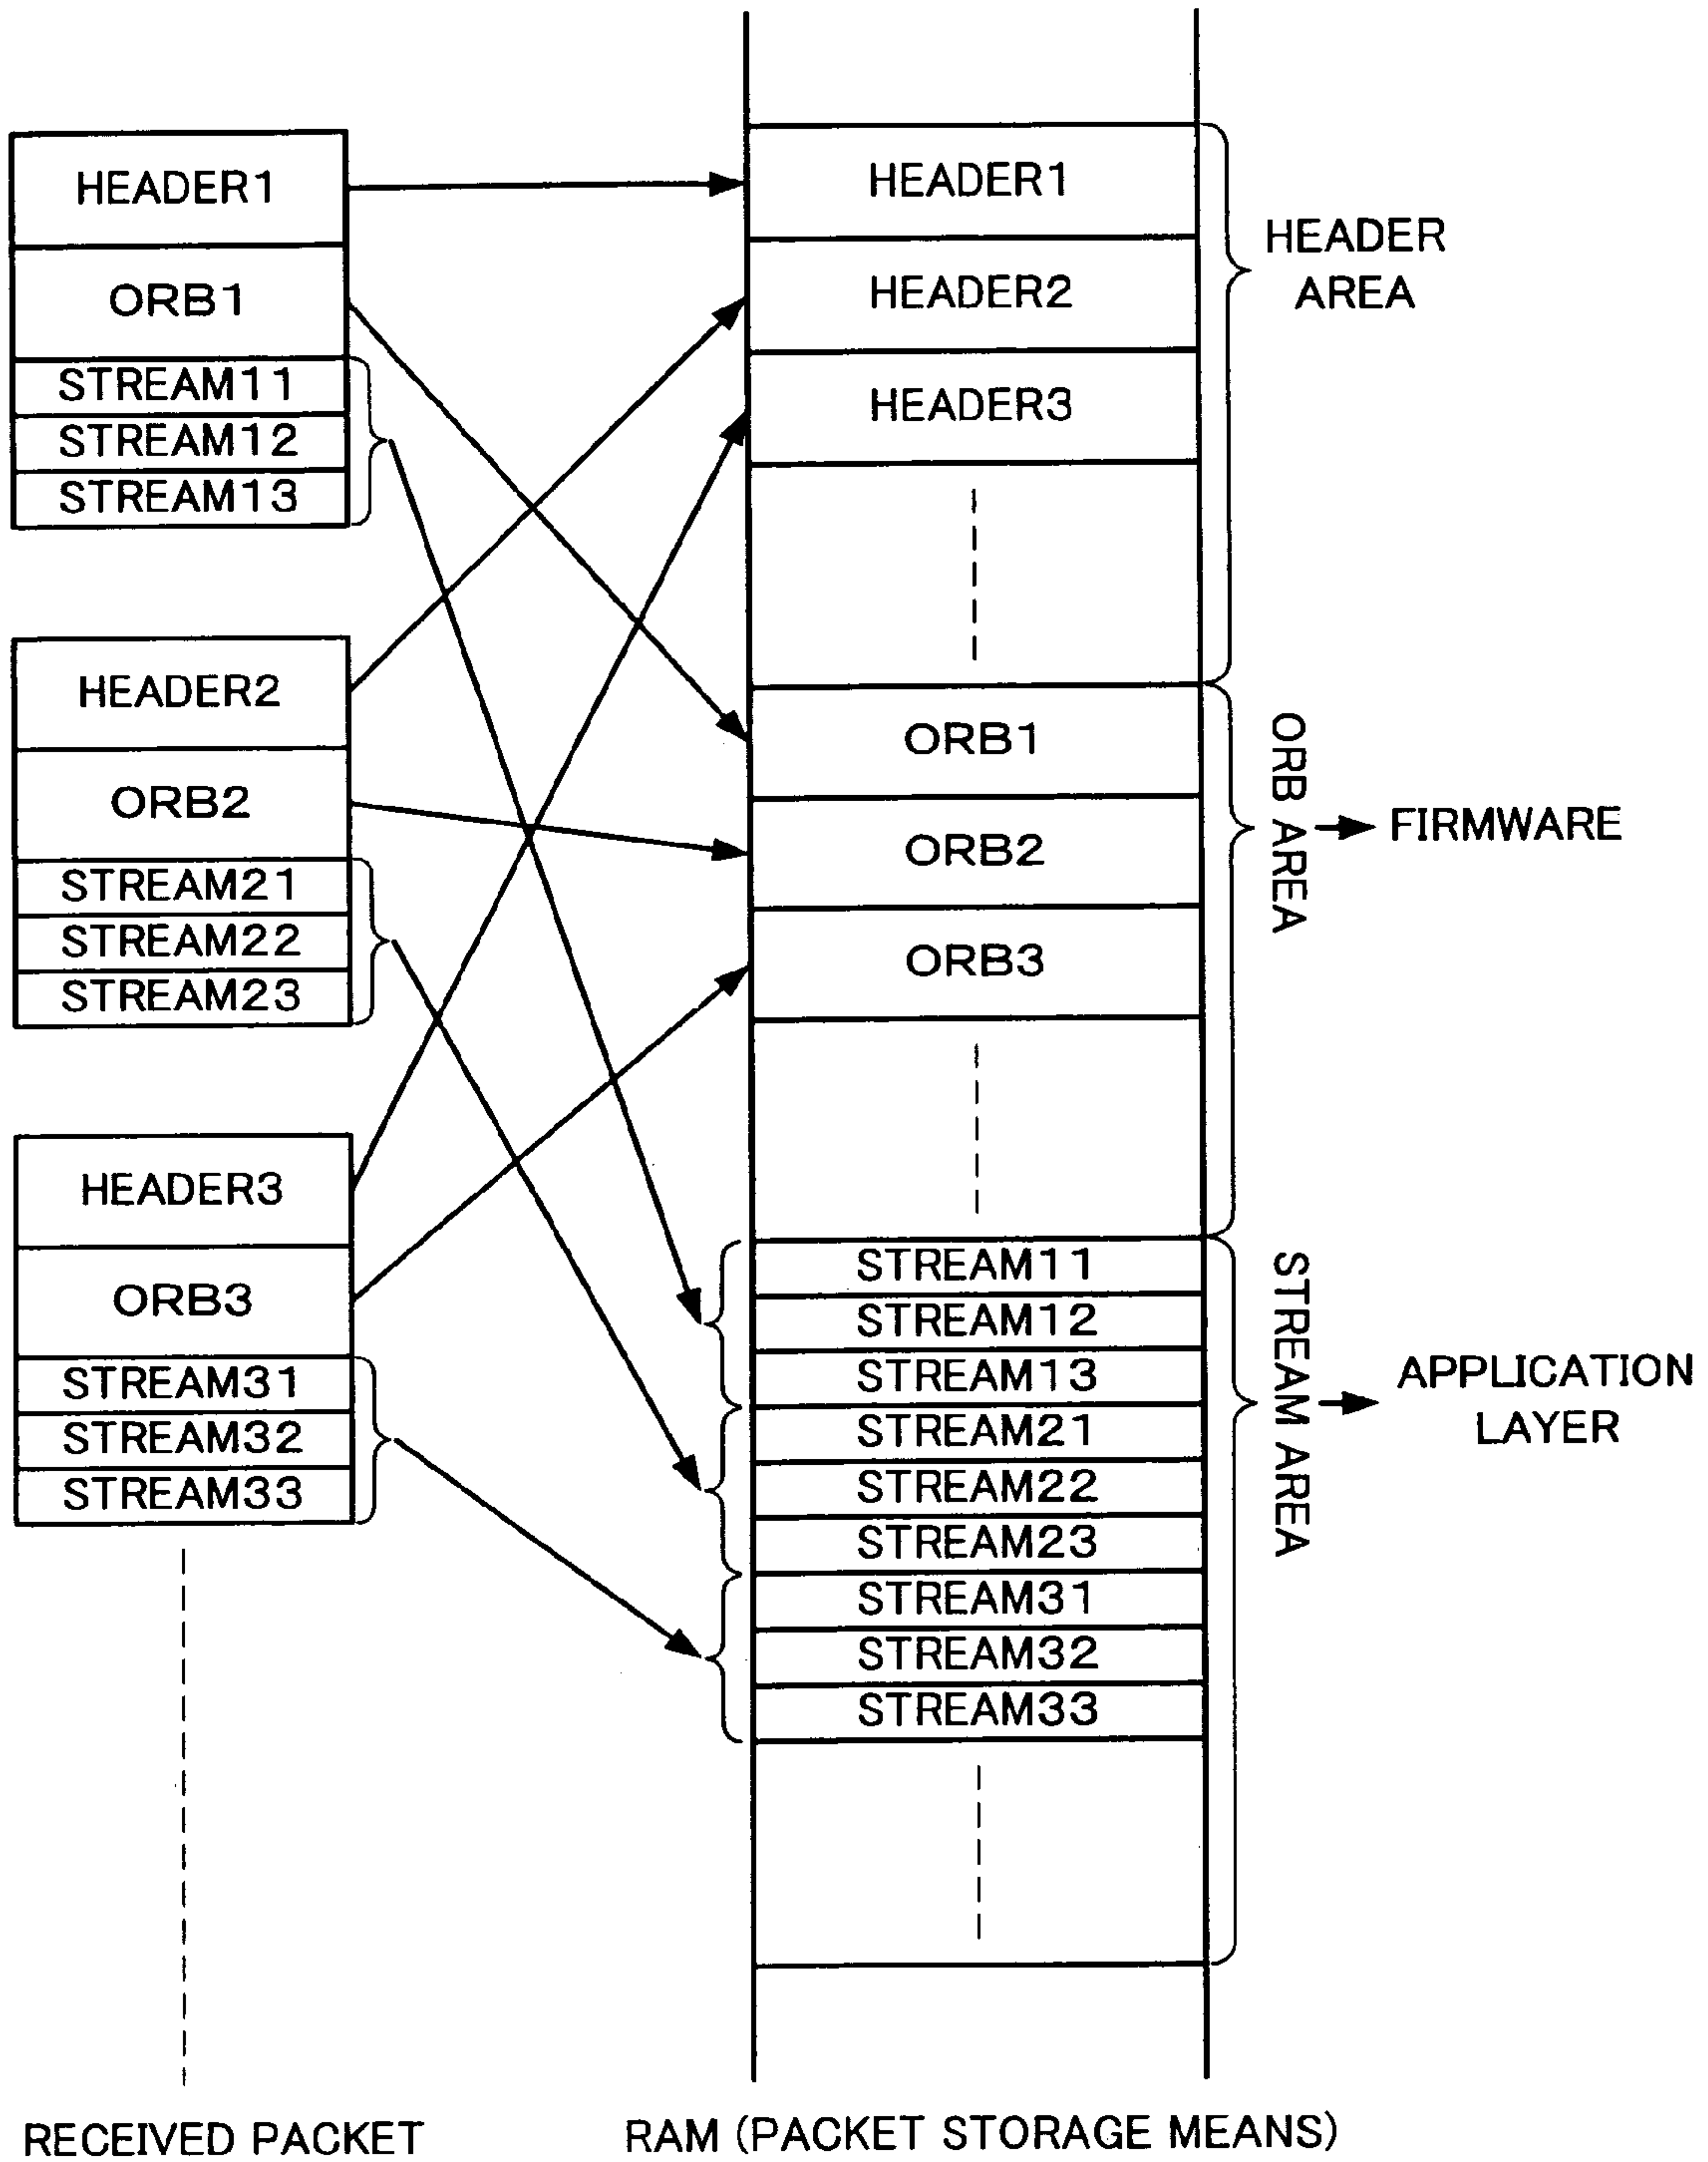 HEADER1
ORB1
STREAM11
STREAM12
STREAM13
HEADER2
ORB2
STREAM21
STREAM22
STREAM23
HEADER3
ORB3
STREAM31
STREAM32
STREAM33
RECEIVED PACKET
HEADER1
HEADER2
HEADER3
ORB1
ORB2
ORB3
STREAM11
STREAM12
STREAM13
STREAM21
STREAM22
STREAM23
STREAM31
STREAM32
STREAM33
RAM (PACKET STORAGE MEANS)
HEADER
AREA
ORB AREA
FIRMWARE
STREAM AREA
APPLICATION
LAYER